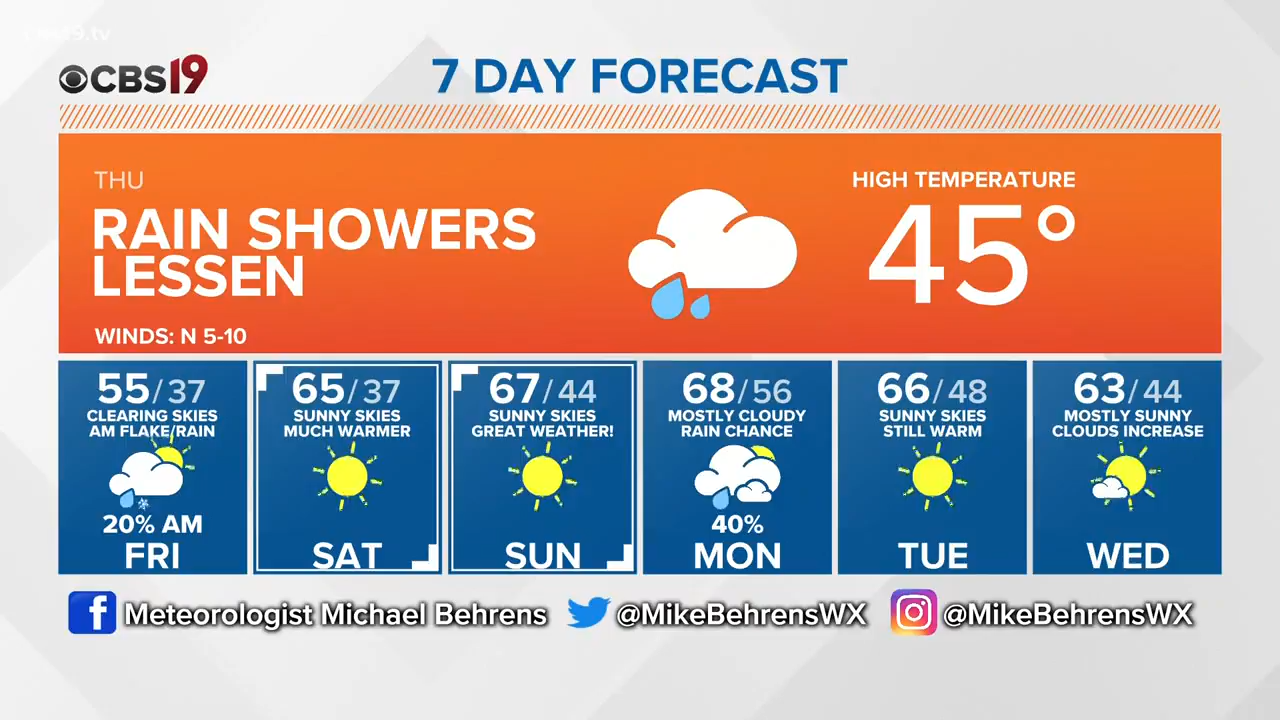 cbs19.tv
CBS19
7 DAY FORECAST
THU
RAIN SHOWERS
LESSEN
WINDS: N 5-10
HIGH TEMPERATURE
45°
55/37
CLEARING SKIES
AM FLAKE/RAIN
20% AM
FRI
65/37
SUNNY SKIES
MUCH WARMER
SAT
67/44
SUNNY SKIES
GREAT WEATHER!
SUN
68/56
MOSTLY CLOUDY
RAIN CHANCE
40%
MON
66/48
SUNNY SKIES
STILL WARM
TUE
63/44
MOSTLY SUNNY
CLOUDS INCREASE
WED
Meteorologist Michael Behrens
@MikeBehrensWX
@MikeBehrensWX